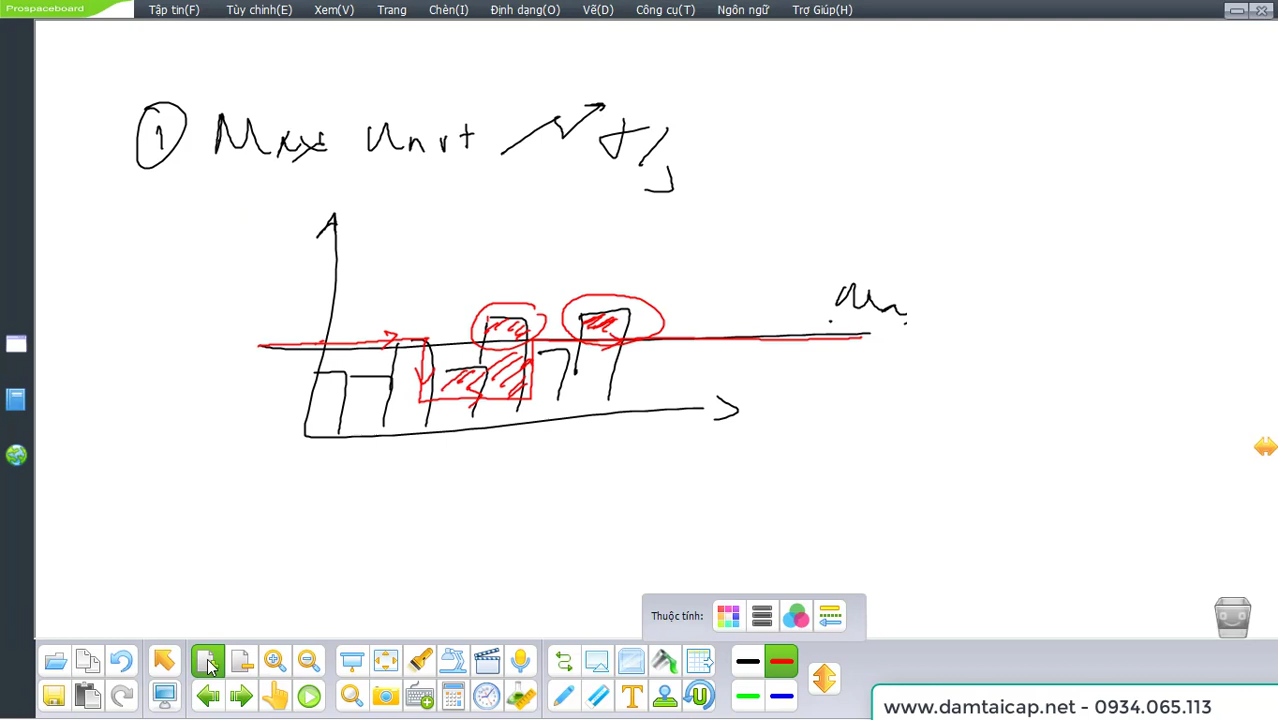 Prospaceboard
Tập tin(F) Tùy chỉnh(E) Xem(V) Trang Chèn(I) Định dạng(O) Vẽ(D) Công cụ(T) Ngôn ngữ Trợ Giúp(H)
1 Max Unit
Thuộc tính:
www.damtaicap.net - 0934.065.113